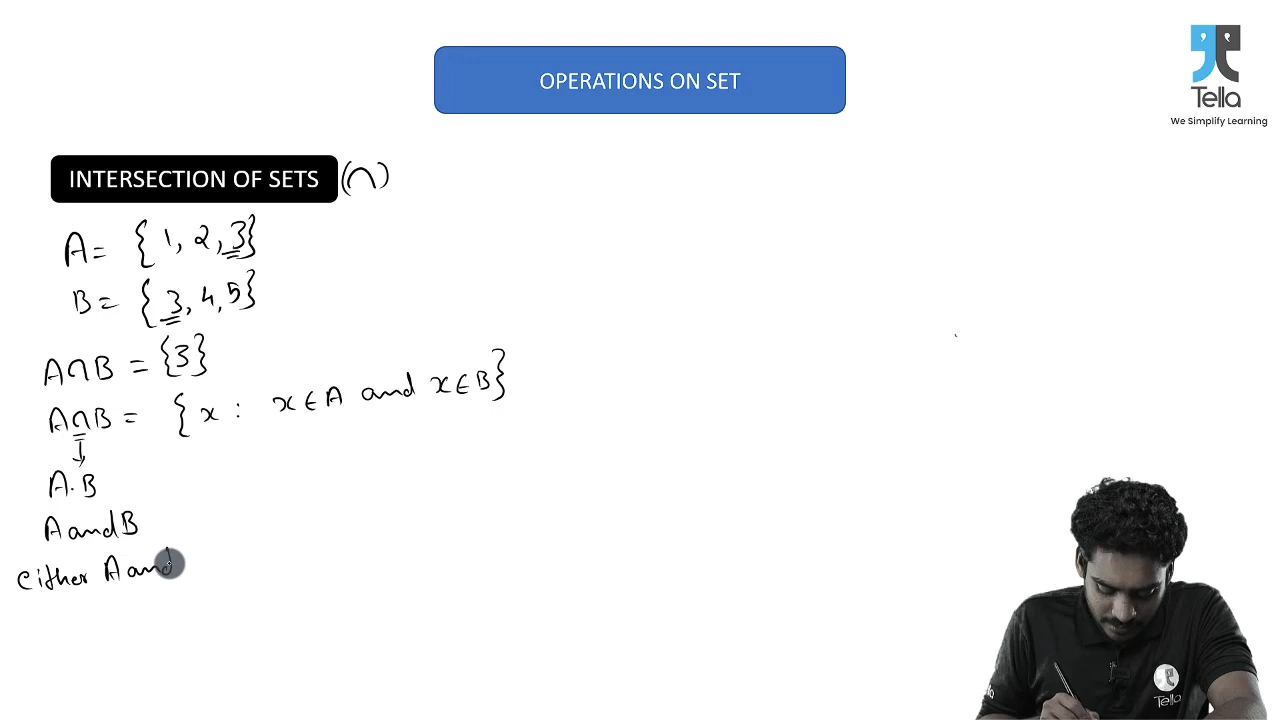 OPERATIONS ON SET
Tella
We Simplify Learning
INTERSECTION OF SETS (∩)
A = {1, 2, 3}
B = {3, 4, 5}
A∩B = {3}
A∩B = {x : x∈A and x∈B}
A·B
A and B
either A and
Tella